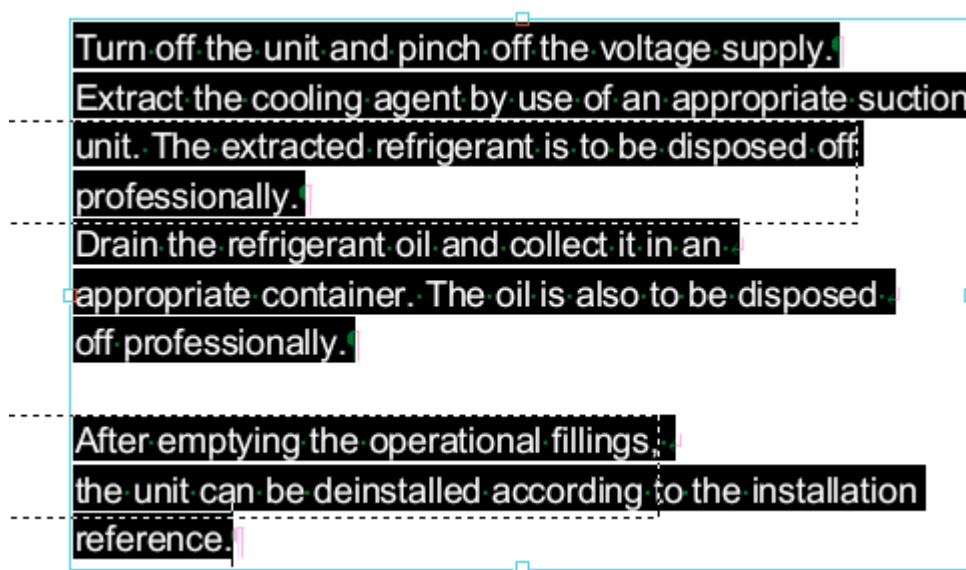 Turn off the unit and pinch off the voltage supply.
Extract the cooling agent by use of an appropriate suction
unit. The extracted refrigerant is to be disposed off
professionally.
Drain the refrigerant oil and collect it in an
appropriate container. The oil is also to be disposed
off professionally.
After emptying the operational fillings,
the unit can be deinstalled according to the installation
reference.